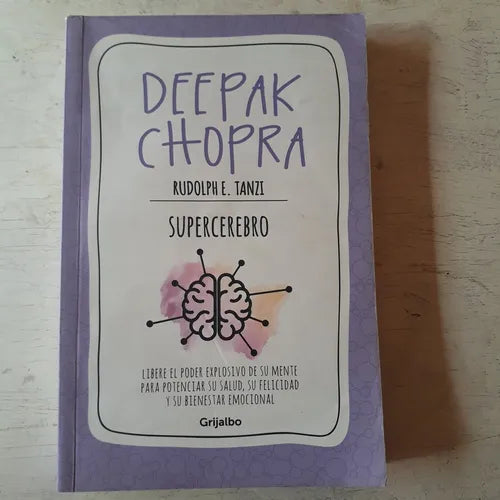 DEEPAK
CHOPRA
RUDOLPH E. TANZI
SUPERCEREBRO
LIBERE EL PODER EXPLOSIVO DE SU MENTE
PARA POTENCIAR SU SALUD, SU FELICIDAD
Y SU BIENESTAR EMOCIONAL
Grijalbo